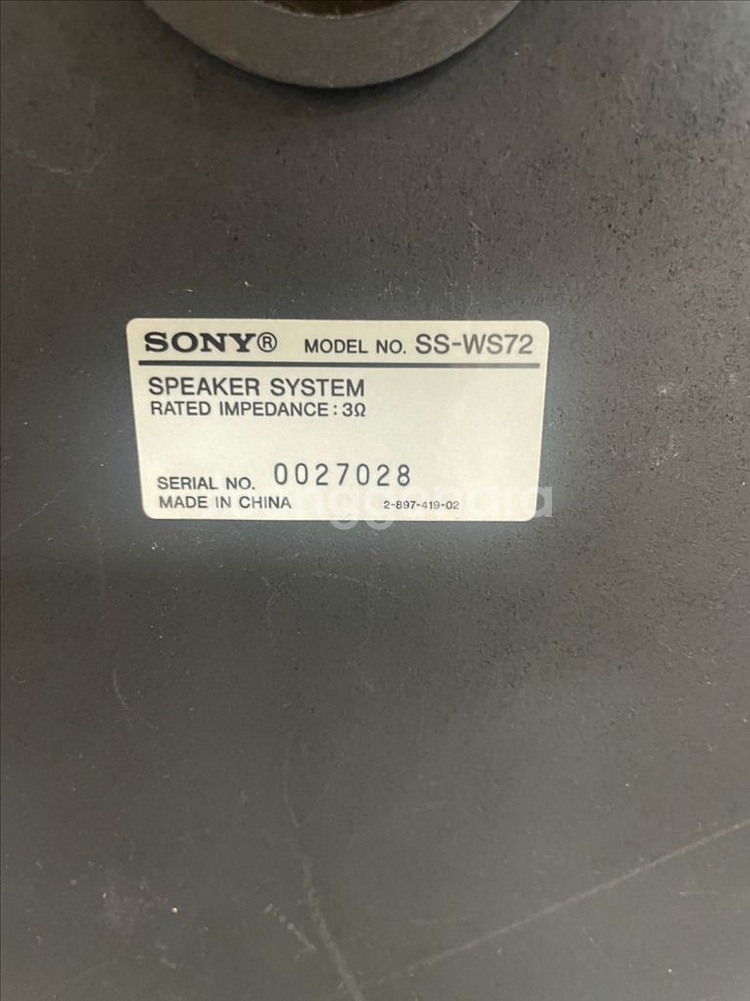 SONY® MODEL NO. SS-WS72
SPEAKER SYSTEM
RATED IMPEDANCE : 3Ω
SERIAL NO. 0027028
MADE IN CHINA 2-897-419-02